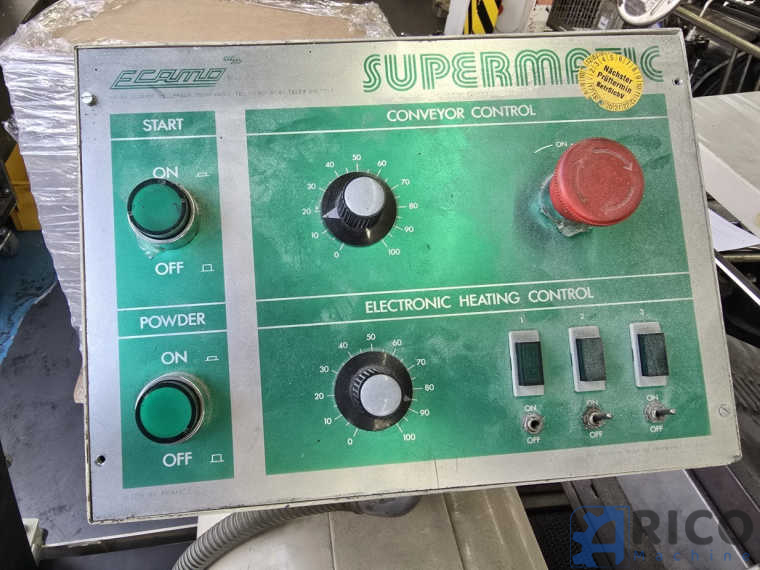 ECAMO
SUPERMATIC
Nächster
Prüftermin
START
CONVEYOR CONTROL
ON
OFF
0 10 20 30 40 50 60 70 80 90 100
ON
POWDER
ELECTRONIC HEATING CONTROL
ON
OFF
0 10 20 30 40 50 60 70 80 90 100
1 2 3
ON ON ON
OFF OFF OFF
ARICO
Machine